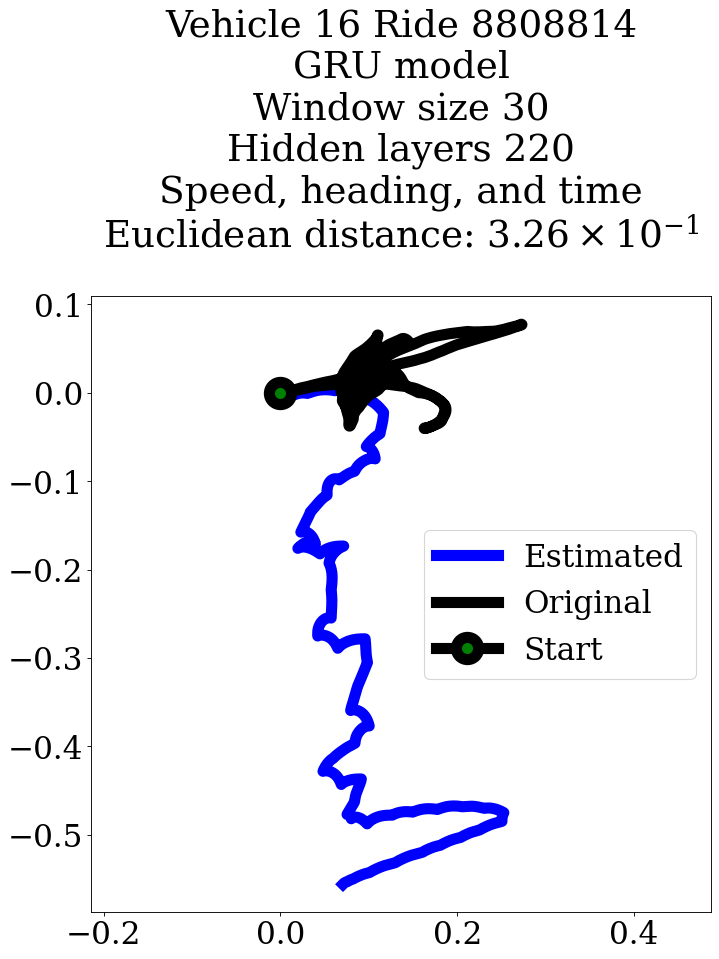 Vehicle 16 Ride 8808814
GRU model
Window size 30
Hidden layers 220
Speed, heading, and time
Euclidean distance: 3.26 × 10⁻¹
0.1
0.0
−0.1
−0.2
−0.3
−0.4
−0.5
Estimated
Original
Start
−0.2
0.0
0.2
0.4